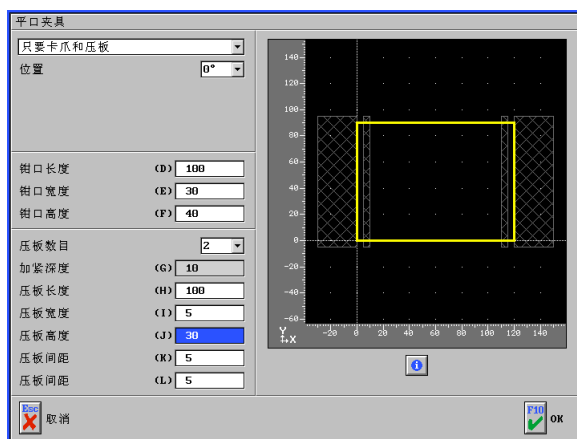 平口夹具
只要卡爪和压板
位置 0°
钳口长度 (D) 100
钳口宽度 (E) 30
钳口高度 (F) 40
压板数目 2
加紧深度 (G) 10
压板长度 (H) 100
压板宽度 (I) 5
压板高度 (J) 30
压板间距 (K) 5
压板间距 (L) 5
140
120
100
80
60
40
20
0
-20
-40
-60
Y
X
-20 0 20 40 60 80 100 120 140
Esc 取消
F10 OK